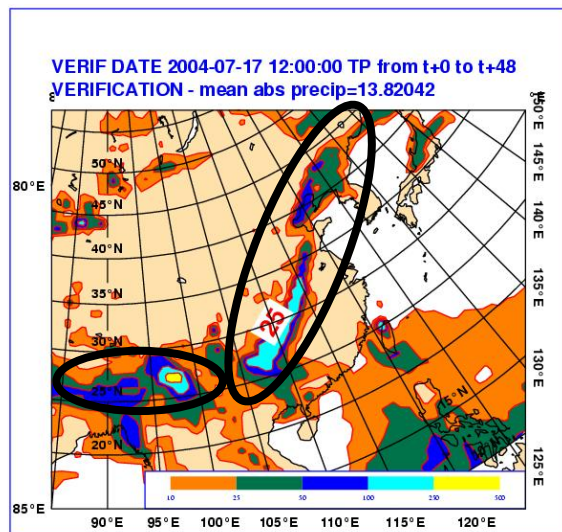 VERIF DATE 2004-07-17 12:00:00 TP from t+0 to t+48
VERIFICATION - mean abs precip=13.82042
50°N
45°N
40°N
35°N
30°N
25°N
20°N
15°N
80°E
85°E
90°E
95°E
100°E
105°E
110°E
115°E
120°E
125°E
130°E
135°E
140°E
145°E
25
10
25
50
100
250
500